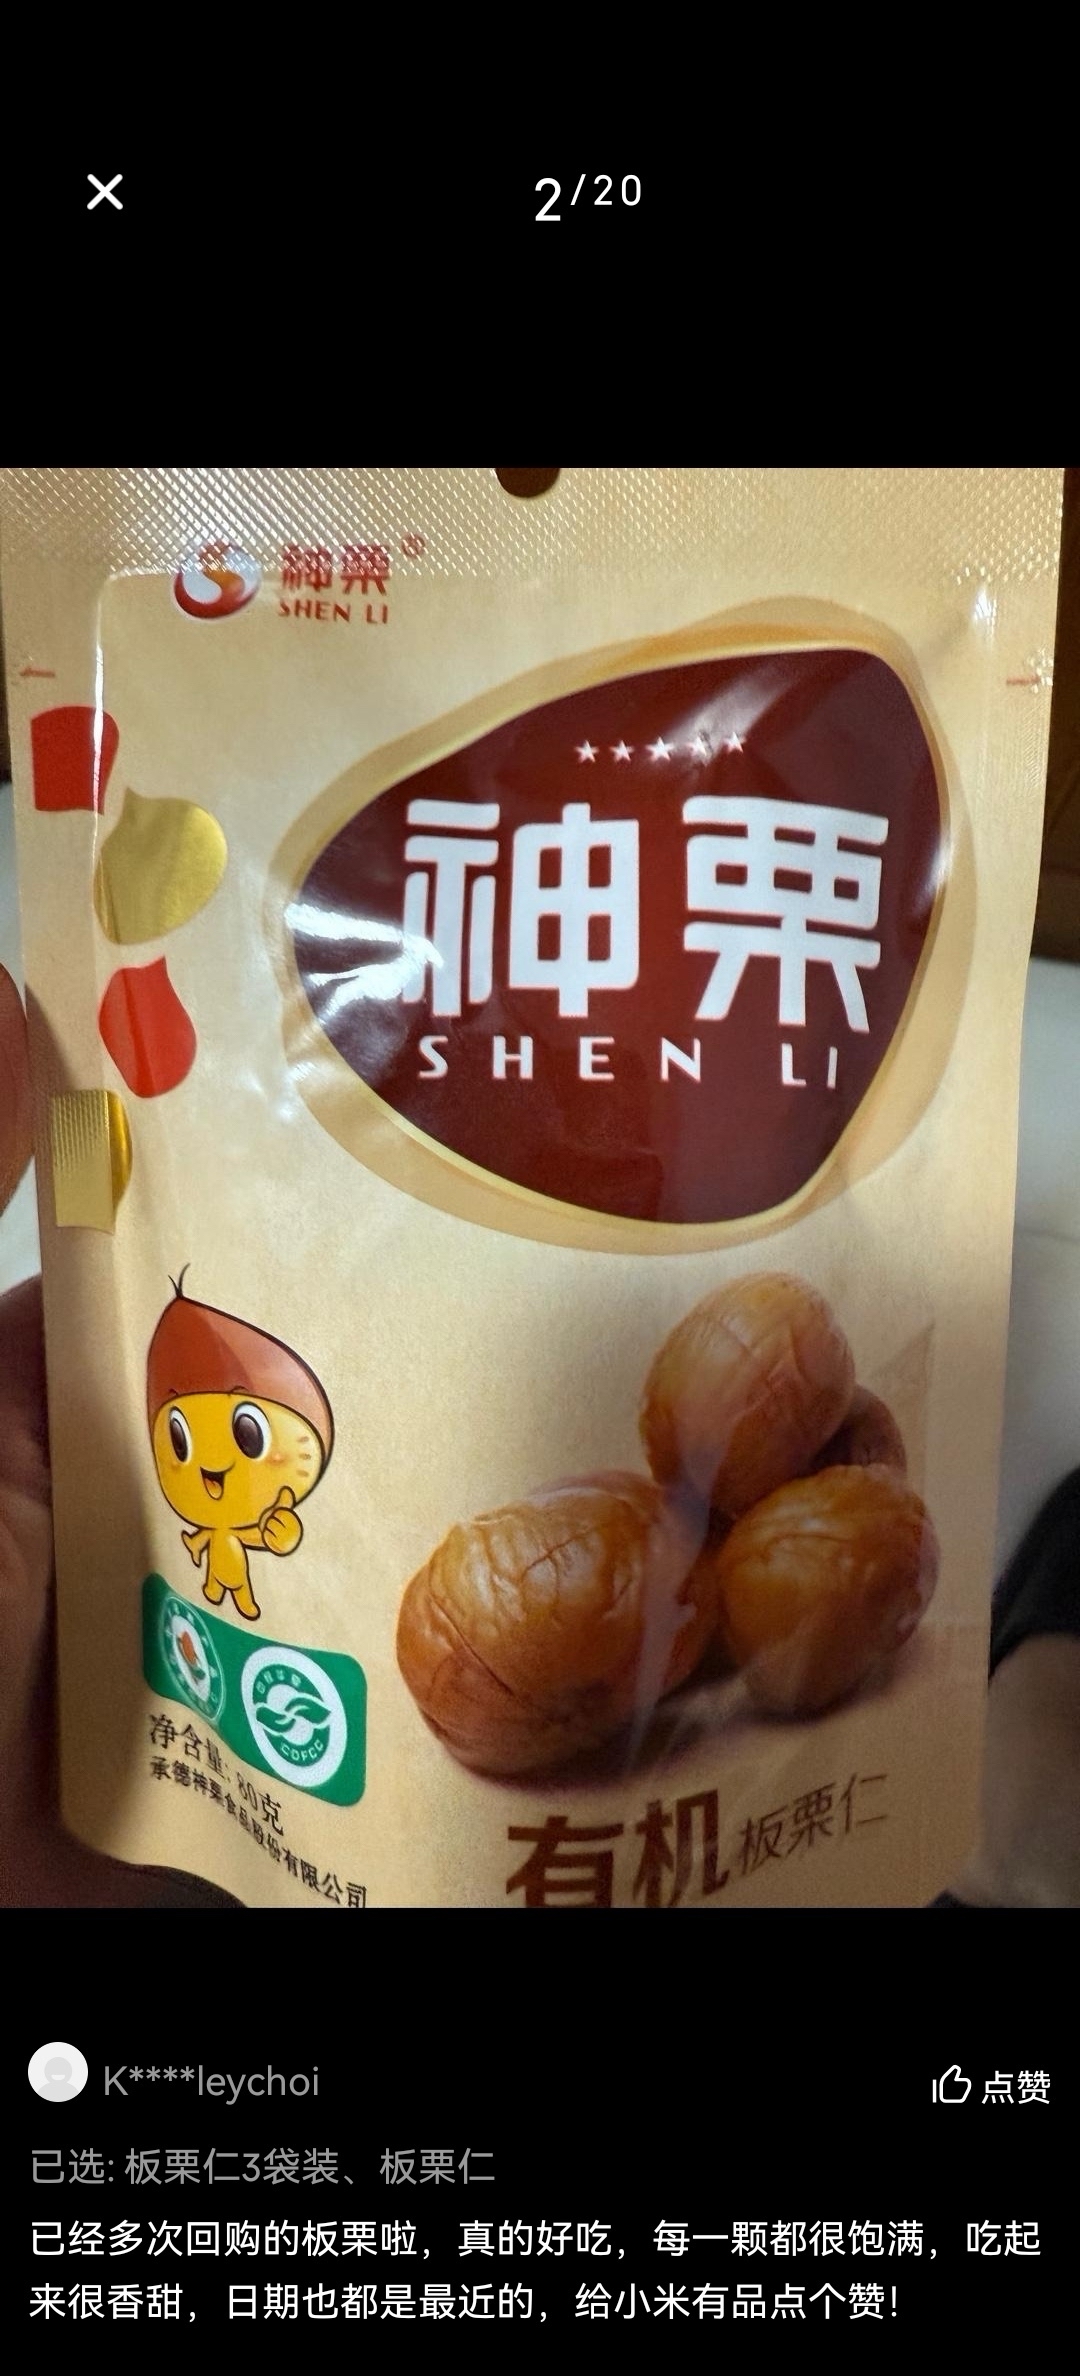 2/20
神栗®
SHEN LI
神栗
SHEN LI
COFCC
净含量: 80克
承德神栗食品股份有限公司
有机板栗仁
K****leychoi
点赞
已选: 板栗仁3袋装、板栗仁
已经多次回购的板栗啦，真的好吃，每一颗都很饱满，吃起
来很香甜，日期也都是最近的，给小米有品点个赞!